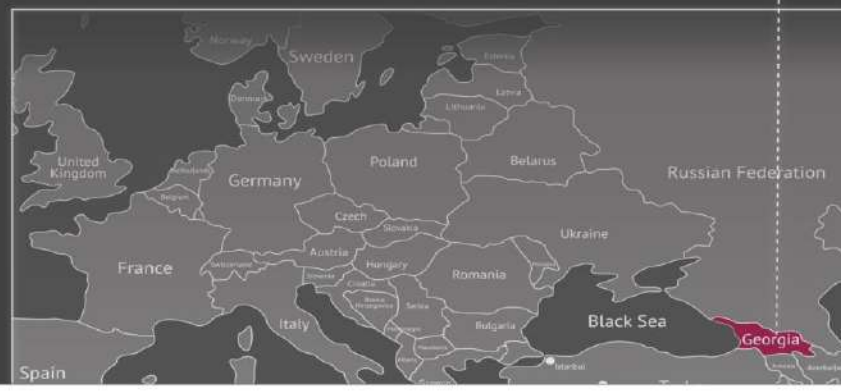 Norway
Sweden
Estonia
Latvia
Denmark
Lithuania
United
Kingdom
Netherlands
Poland
Belarus
Russian Federation
Germany
Belgium
Czech
Slovakia
Ukraine
Austria
France
Switzerland
Hungary
Slovenia
Romania
Croatia
Bosnia
Herzegovina
Serbia
Italy
Bulgaria
Black Sea
Georgia
Istanbul
Spain